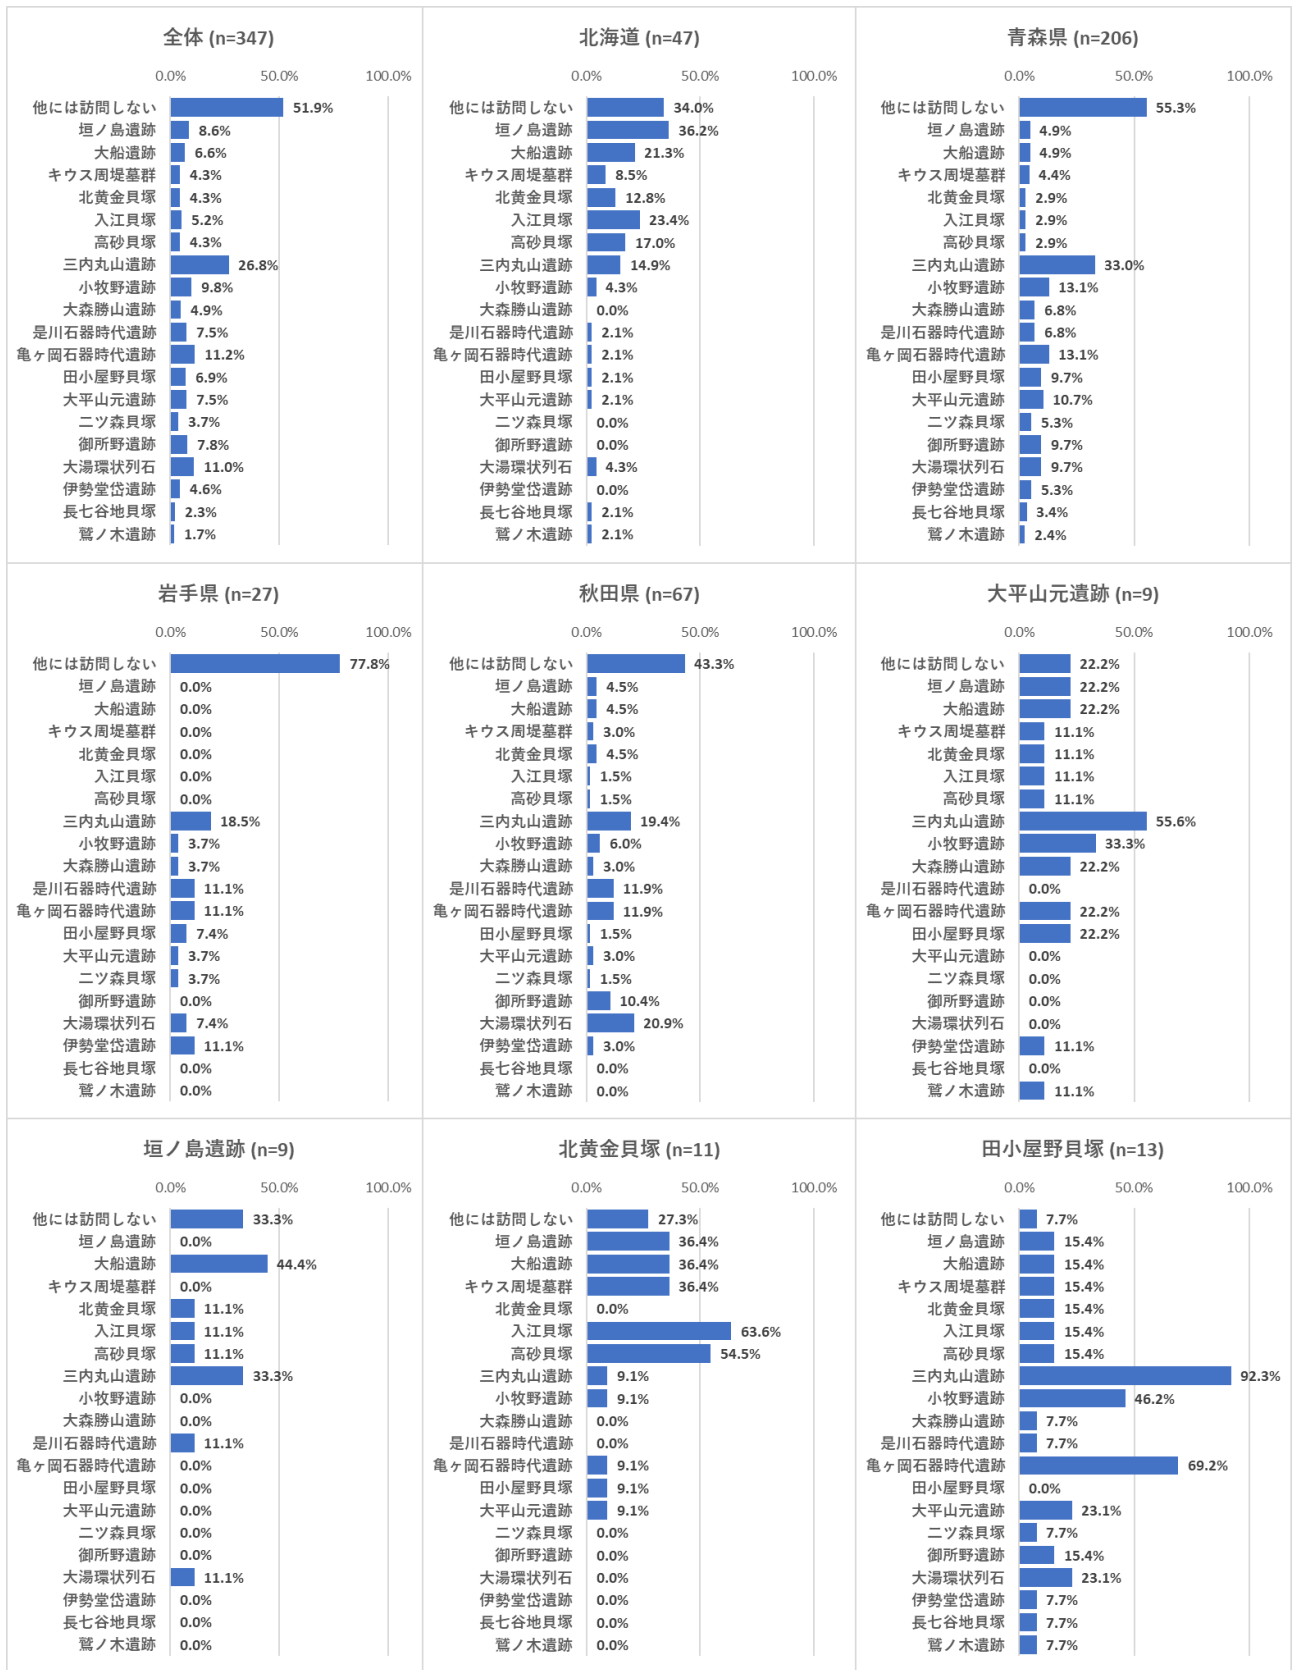 全体 (n=347)
0.0% 50.0% 100.0%
他には訪問しない 51.9%
垣ノ島遺跡 8.6%
大船遺跡 6.6%
キウス周堤墓群 4.3%
北黄金貝塚 4.3%
入江貝塚 5.2%
高砂貝塚 4.3%
三内丸山遺跡 26.8%
小牧野遺跡 9.8%
大森勝山遺跡 4.9%
是川石器時代遺跡 7.5%
亀ヶ岡石器時代遺跡 11.2%
田小屋野貝塚 6.9%
大平山元遺跡 7.5%
二ツ森貝塚 3.7%
御所野遺跡 7.8%
大湯環状列石 11.0%
伊勢堂岱遺跡 4.6%
長七谷地貝塚 2.3%
鷲ノ木遺跡 1.7%
北海道 (n=47)
0.0% 50.0% 100.0%
他には訪問しない 34.0%
垣ノ島遺跡 36.2%
大船遺跡 21.3%
キウス周堤墓群 8.5%
北黄金貝塚 12.8%
入江貝塚 23.4%
高砂貝塚 17.0%
三内丸山遺跡 14.9%
小牧野遺跡 4.3%
大森勝山遺跡 0.0%
是川石器時代遺跡 2.1%
亀ヶ岡石器時代遺跡 2.1%
田小屋野貝塚 2.1%
大平山元遺跡 2.1%
二ツ森貝塚 0.0%
御所野遺跡 0.0%
大湯環状列石 4.3%
伊勢堂岱遺跡 0.0%
長七谷地貝塚 2.1%
鷲ノ木遺跡 2.1%
青森県 (n=206)
0.0% 50.0% 100.0%
他には訪問しない 55.3%
垣ノ島遺跡 4.9%
大船遺跡 4.9%
キウス周堤墓群 4.4%
北黄金貝塚 2.9%
入江貝塚 2.9%
高砂貝塚 2.9%
三内丸山遺跡 33.0%
小牧野遺跡 13.1%
大森勝山遺跡 6.8%
是川石器時代遺跡 6.8%
亀ヶ岡石器時代遺跡 13.1%
田小屋野貝塚 9.7%
大平山元遺跡 10.7%
二ツ森貝塚 5.3%
御所野遺跡 9.7%
大湯環状列石 9.7%
伊勢堂岱遺跡 5.3%
長七谷地貝塚 3.4%
鷲ノ木遺跡 2.4%
岩手県 (n=27)
0.0% 50.0% 100.0%
他には訪問しない 77.8%
垣ノ島遺跡 0.0%
大船遺跡 0.0%
キウス周堤墓群 0.0%
北黄金貝塚 0.0%
入江貝塚 0.0%
高砂貝塚 0.0%
三内丸山遺跡 18.5%
小牧野遺跡 3.7%
大森勝山遺跡 3.7%
是川石器時代遺跡 11.1%
亀ヶ岡石器時代遺跡 11.1%
田小屋野貝塚 7.4%
大平山元遺跡 3.7%
二ツ森貝塚 3.7%
御所野遺跡 0.0%
大湯環状列石 7.4%
伊勢堂岱遺跡 11.1%
長七谷地貝塚 0.0%
鷲ノ木遺跡 0.0%
秋田県 (n=67)
0.0% 50.0% 100.0%
他には訪問しない 43.3%
垣ノ島遺跡 4.5%
大船遺跡 4.5%
キウス周堤墓群 3.0%
北黄金貝塚 4.5%
入江貝塚 1.5%
高砂貝塚 1.5%
三内丸山遺跡 19.4%
小牧野遺跡 6.0%
大森勝山遺跡 3.0%
是川石器時代遺跡 11.9%
亀ヶ岡石器時代遺跡 11.9%
田小屋野貝塚 1.5%
大平山元遺跡 3.0%
二ツ森貝塚 1.5%
御所野遺跡 10.4%
大湯環状列石 20.9%
伊勢堂岱遺跡 3.0%
長七谷地貝塚 0.0%
鷲ノ木遺跡 0.0%
大平山元遺跡 (n=9)
0.0% 50.0% 100.0%
他には訪問しない 22.2%
垣ノ島遺跡 22.2%
大船遺跡 22.2%
キウス周堤墓群 11.1%
北黄金貝塚 11.1%
入江貝塚 11.1%
高砂貝塚 11.1%
三内丸山遺跡 55.6%
小牧野遺跡 33.3%
大森勝山遺跡 22.2%
是川石器時代遺跡 0.0%
亀ヶ岡石器時代遺跡 22.2%
田小屋野貝塚 22.2%
大平山元遺跡 0.0%
二ツ森貝塚 0.0%
御所野遺跡 0.0%
大湯環状列石 0.0%
伊勢堂岱遺跡 11.1%
長七谷地貝塚 0.0%
鷲ノ木遺跡 11.1%
垣ノ島遺跡 (n=9)
0.0% 50.0% 100.0%
他には訪問しない 33.3%
垣ノ島遺跡 0.0%
大船遺跡 44.4%
キウス周堤墓群 0.0%
北黄金貝塚 11.1%
入江貝塚 11.1%
高砂貝塚 11.1%
三内丸山遺跡 33.3%
小牧野遺跡 0.0%
大森勝山遺跡 0.0%
是川石器時代遺跡 11.1%
亀ヶ岡石器時代遺跡 0.0%
田小屋野貝塚 0.0%
大平山元遺跡 0.0%
二ツ森貝塚 0.0%
御所野遺跡 0.0%
大湯環状列石 11.1%
伊勢堂岱遺跡 0.0%
長七谷地貝塚 0.0%
鷲ノ木遺跡 0.0%
北黄金貝塚 (n=11)
0.0% 50.0% 100.0%
他には訪問しない 27.3%
垣ノ島遺跡 36.4%
大船遺跡 36.4%
キウス周堤墓群 36.4%
北黄金貝塚 0.0%
入江貝塚 63.6%
高砂貝塚 54.5%
三内丸山遺跡 9.1%
小牧野遺跡 9.1%
大森勝山遺跡 0.0%
是川石器時代遺跡 0.0%
亀ヶ岡石器時代遺跡 9.1%
田小屋野貝塚 9.1%
大平山元遺跡 9.1%
二ツ森貝塚 0.0%
御所野遺跡 0.0%
大湯環状列石 0.0%
伊勢堂岱遺跡 0.0%
長七谷地貝塚 0.0%
鷲ノ木遺跡 0.0%
田小屋野貝塚 (n=13)
0.0% 50.0% 100.0%
他には訪問しない 7.7%
垣ノ島遺跡 15.4%
大船遺跡 15.4%
キウス周堤墓群 15.4%
北黄金貝塚 15.4%
入江貝塚 15.4%
高砂貝塚 15.4%
三内丸山遺跡 92.3%
小牧野遺跡 46.2%
大森勝山遺跡 7.7%
是川石器時代遺跡 7.7%
亀ヶ岡石器時代遺跡 69.2%
田小屋野貝塚 0.0%
大平山元遺跡 23.1%
二ツ森貝塚 7.7%
御所野遺跡 15.4%
大湯環状列石 23.1%
伊勢堂岱遺跡 7.7%
長七谷地貝塚 7.7%
鷲ノ木遺跡 7.7%